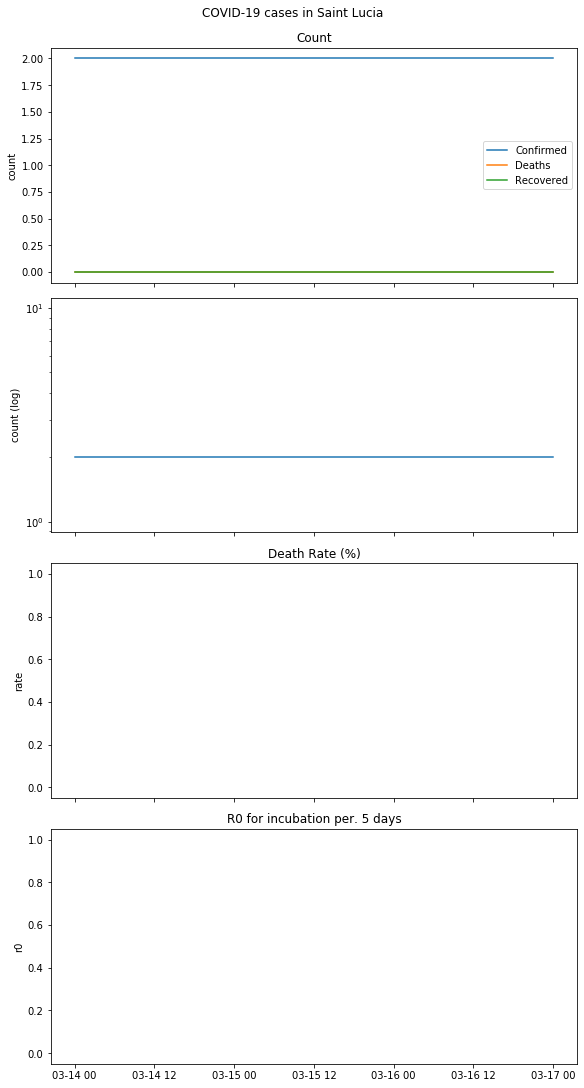 COVID-19 cases in Saint Lucia
Count
2.00
1.75
1.50
1.25
1.00
0.75
0.50
0.25
0.00
count
Confirmed
Deaths
Recovered
10¹
10⁰
count (log)
Death Rate (%)
1.0
0.8
0.6
0.4
0.2
0.0
rate
R0 for incubation per. 5 days
1.0
0.8
0.6
0.4
0.2
0.0
r0
03-14 00 03-14 12 03-15 00 03-15 12 03-16 00 03-16 12 03-17 00